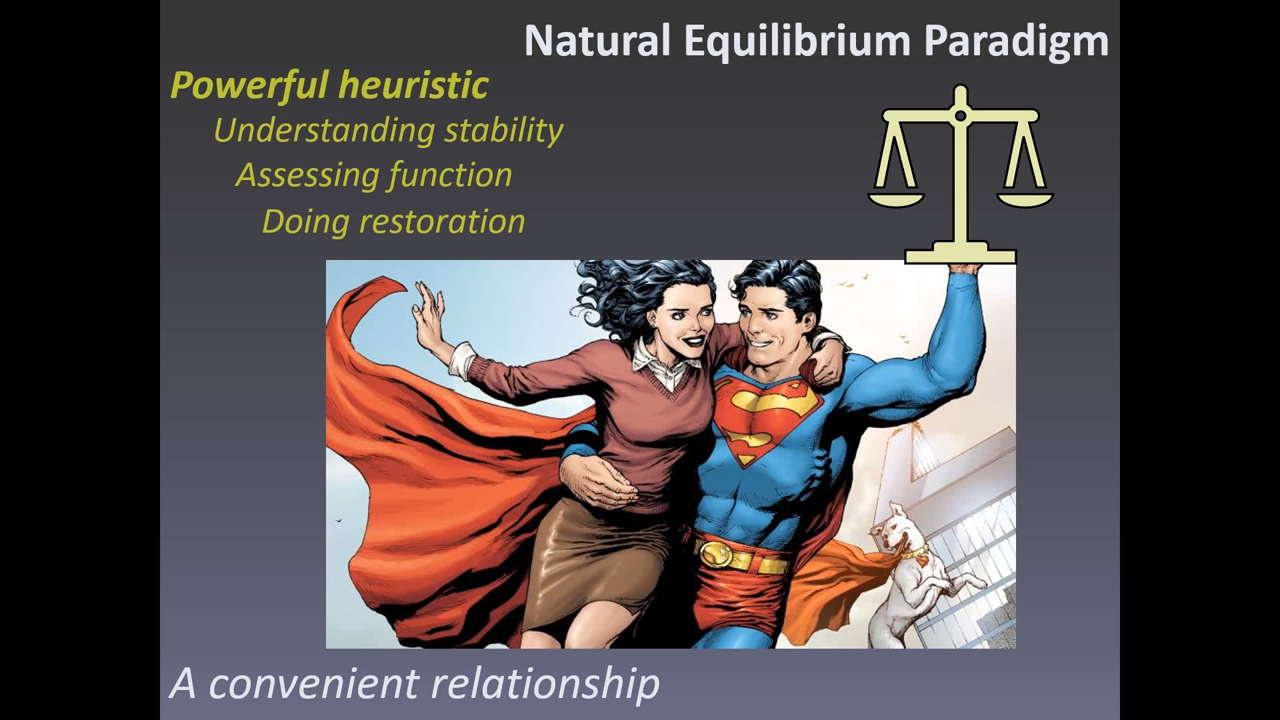 Natural Equilibrium Paradigm
Powerful heuristic
Understanding stability
Assessing function
Doing restoration
A convenient relationship